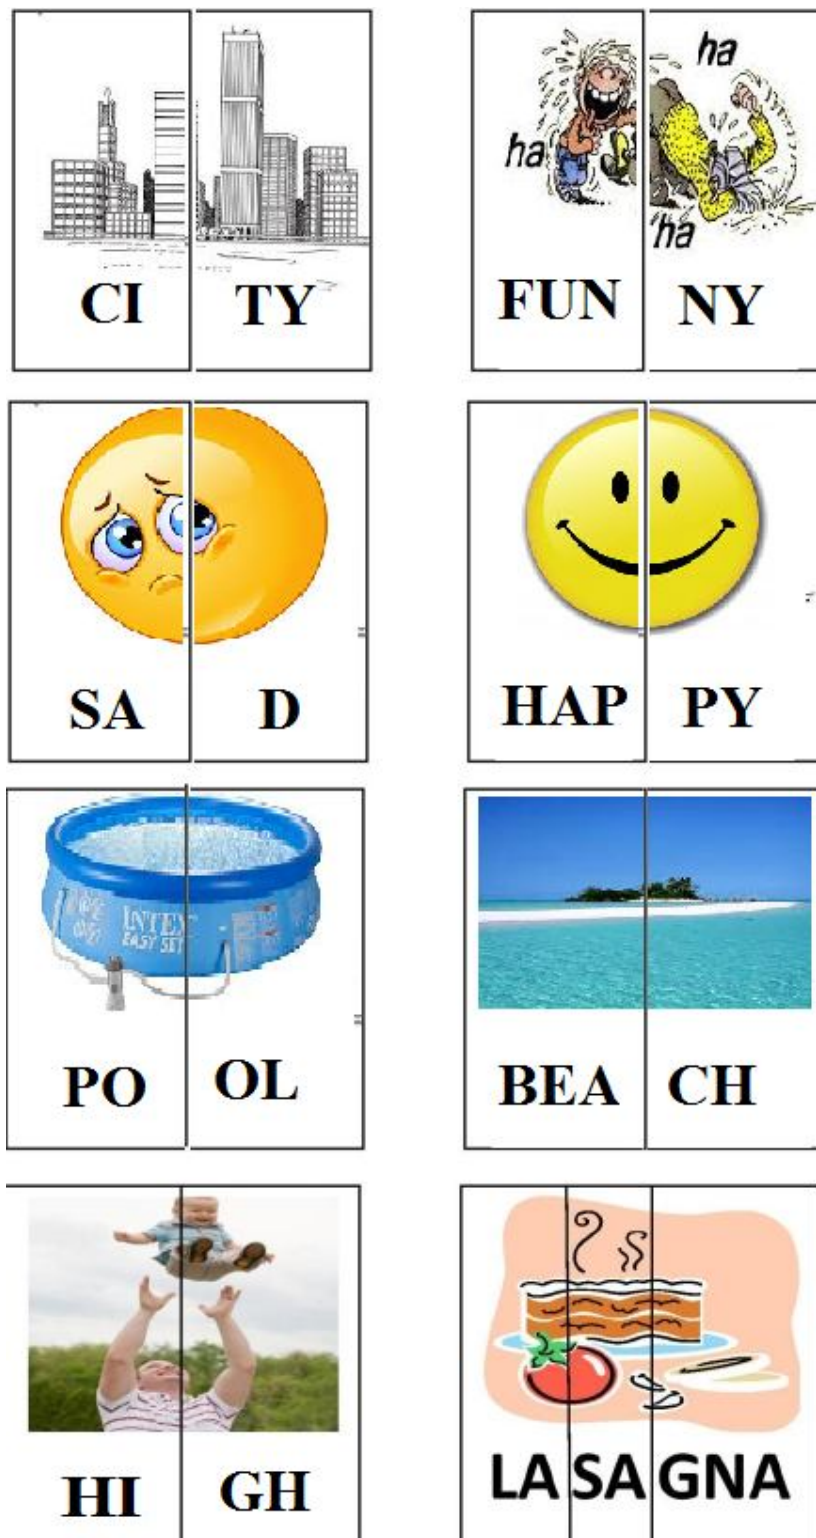 ha
ha
ha
CI TY
FUN NY
SA D
HAP PY
INTEX
EASY SET
PO OL
BEA CH
HI GH
LA SA GNA